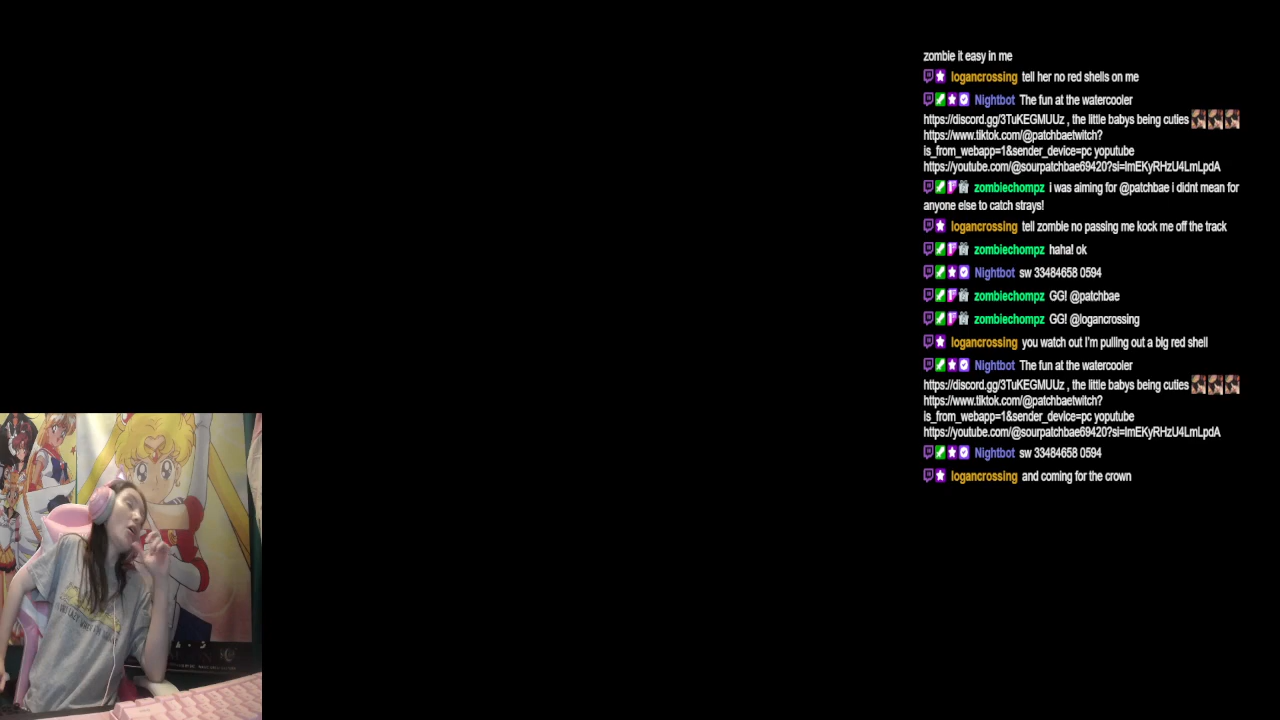 zombie it easy in me
logancrossing tell her no red shells on me
Nightbot The fun at the watercooler
https://discord.gg/3TuKEGMUUz , the little babys being cuties
https://www.tiktok.com/@patchbaetwitch?
is_from_webapp=1&sender_device=pc yoputube
https://youtube.com/@sourpatchbae69420?si=lmEKyRHzU4LmLpdA
zombiechompz i was aiming for @patchbae i didnt mean for
anyone else to catch strays!
logancrossing tell zombie no passing me kock me off the track
zombiechompz haha! ok
Nightbot sw 33484658 0594
zombiechompz GG! @patchbae
zombiechompz GG! @logancrossing
logancrossing you watch out I'm pulling out a big red shell
Nightbot The fun at the watercooler
https://discord.gg/3TuKEGMUUz , the little babys being cuties
https://www.tiktok.com/@patchbaetwitch?
is_from_webapp=1&sender_device=pc yoputube
https://youtube.com/@sourpatchbae69420?si=lmEKyRHzU4LmLpdA
Nightbot sw 33484658 0594
logancrossing and coming for the crown